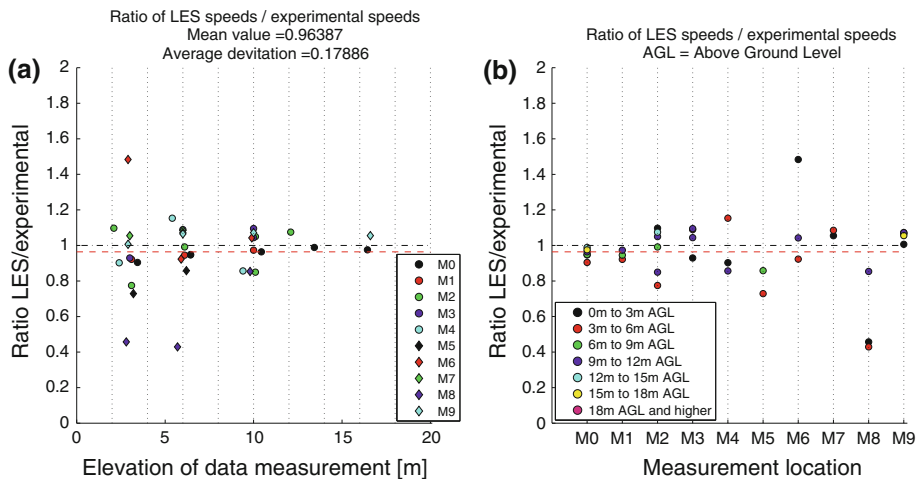 Ratio of LES speeds / experimental speeds
Mean value =0.96387
Average devitation =0.17886
(a)
Ratio LES/experimental
2
1.8
1.6
1.4
1.2
1
0.8
0.6
0.4
0.2
0
0
5
10
15
20
Elevation of data measurement [m]
M0
M1
M2
M3
M4
M5
M6
M7
M8
M9
Ratio of LES speeds / experimental speeds
AGL = Above Ground Level
(b)
Ratio LES/experimental
2
1.8
1.6
1.4
1.2
1
0.8
0.6
0.4
0.2
0
0m to 3m AGL
3m to 6m AGL
6m to 9m AGL
9m to 12m AGL
12m to 15m AGL
15m to 18m AGL
18m AGL and higher
M0 M1 M2 M3 M4 M5 M6 M7 M8 M9
Measurement location